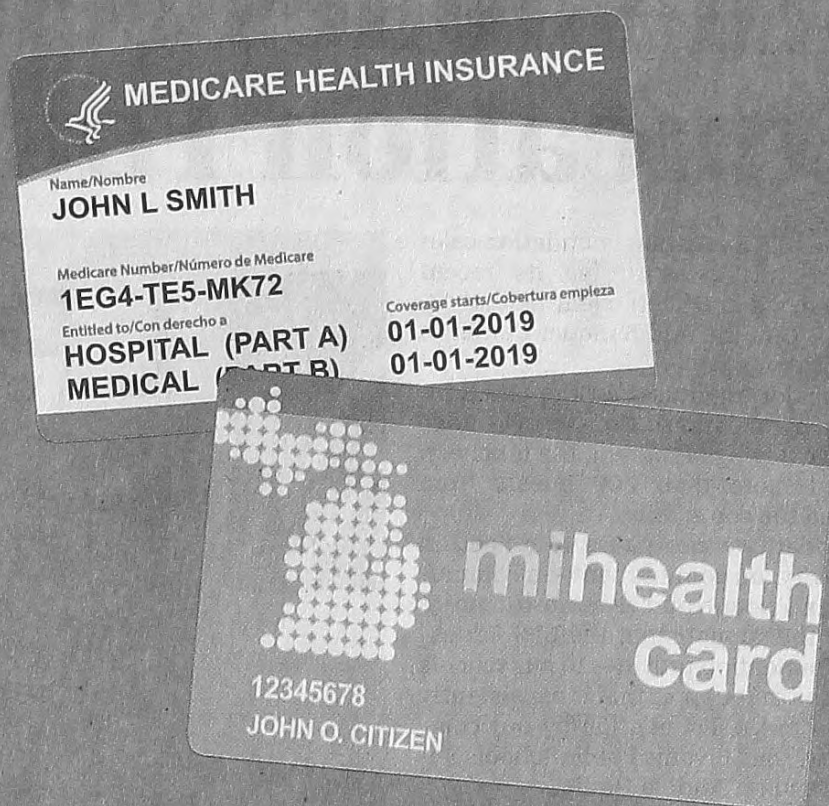 MEDICARE HEALTH INSURANCE
Name/Nombre
JOHN L SMITH
Medicare Number/Número de Medicare
1EG4-TE5-MK72
Entitled to/Con derecho a
HOSPITAL (PART A)
MEDICAL (PART B)
Coverage starts/Cobertura empieza
01-01-2019
01-01-2019
mihealth
card
12345678
JOHN O. CITIZEN